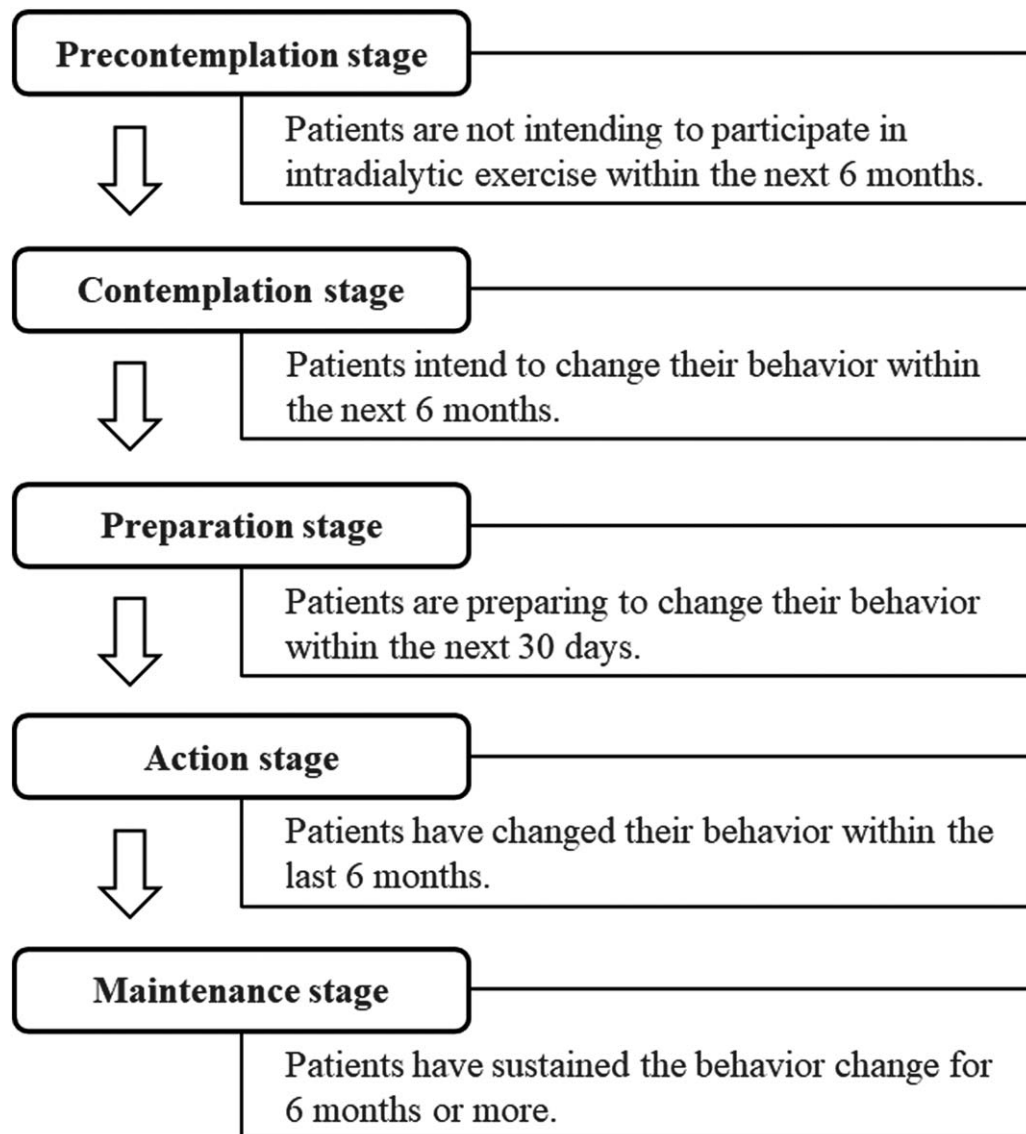 Precontemplation stage
Patients are not intending to participate in
intradialytic exercise within the next 6 months.
Contemplation stage
Patients intend to change their behavior within
the next 6 months.
Preparation stage
Patients are preparing to change their behavior
within the next 30 days.
Action stage
Patients have changed their behavior within the
last 6 months.
Maintenance stage
Patients have sustained the behavior change for
6 months or more.